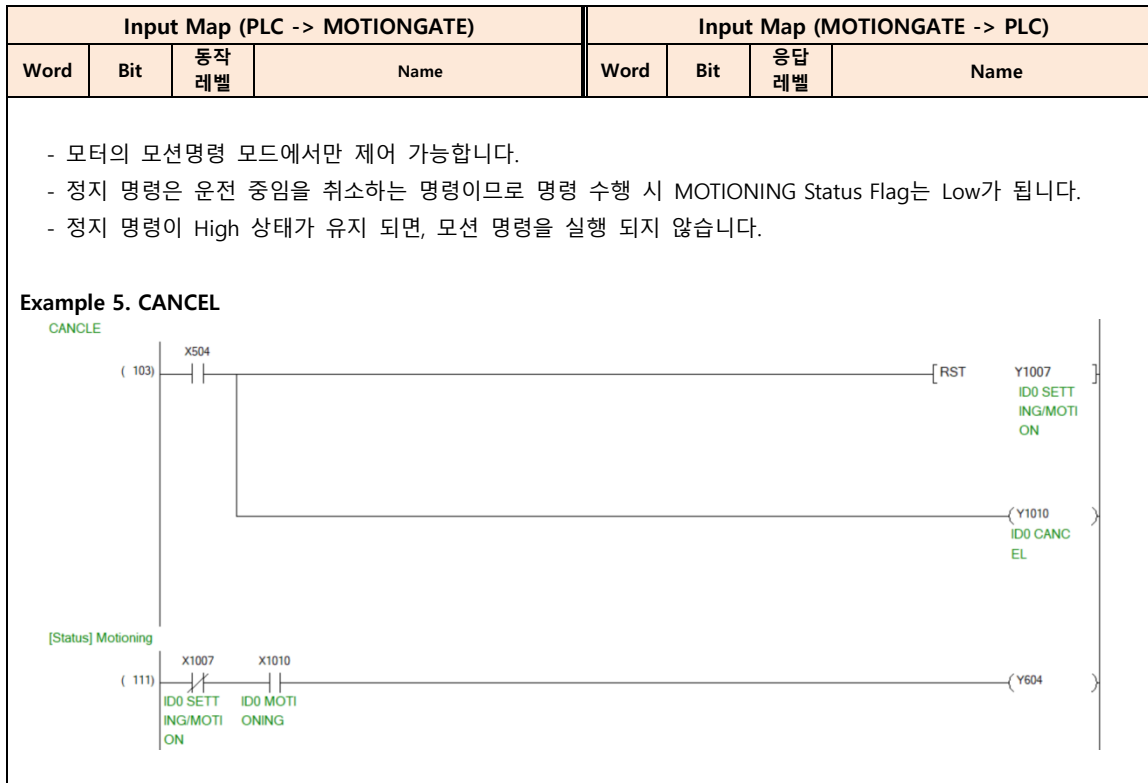 Input Map (PLC -> MOTIONGATE) Input Map (MOTIONGATE -> PLC)
Word Bit 동작 레벨 Name Word Bit 응답 레벨 Name
- 모터의 모션명령 모드에서만 제어 가능합니다.
- 정지 명령은 운전 중임을 취소하는 명령이므로 명령 수행 시 MOTIONING Status Flag는 Low가 됩니다.
- 정지 명령이 High 상태가 유지 되면, 모션 명령을 실행 되지 않습니다.
Example 5. CANCEL
CANCLE
X504
( 103) [ RST Y1007 ]
ID0 SETT
ING/MOTI
ON
( Y1010 )
ID0 CANC
EL
[Status] Motioning
X1007 X1010
( 111) ( Y604 )
ID0 SETT ID0 MOTI
ING/MOTI ONING
ON